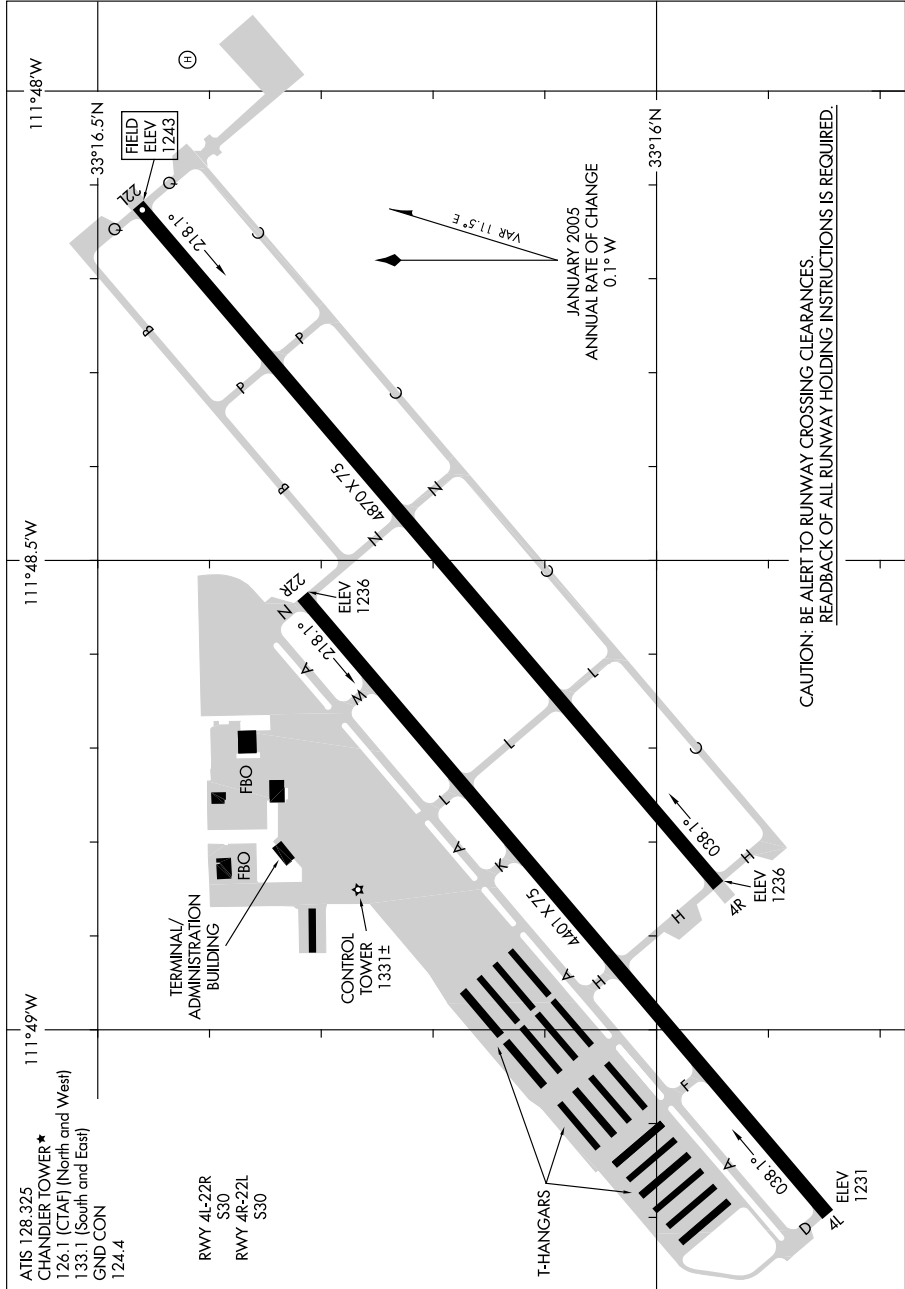 ATIS 128.325
CHANDLER TOWER★
126.1 (CTAF) (North and West)
133.1 (South and East)
GND CON
124.4
RWY 4L-22R
S30
RWY 4R-22L
S30
111°49'W
111°48.5'W
111°48'W
33°16.5'N
33°16'N
FIELD
ELEV
1243
22L
218.1°
Q
Q
B
C
P
P
B
C
4870 X 75
N
N
22R
ELEV
1236
N
218.1°
A
M
FBO
FBO
TERMINAL/
ADMINISTRATION
BUILDING
CONTROL
TOWER
1331±
L
L
L
C
A
K
4401 X 75
C
038.1°
H
H
H
4R
ELEV
1236
A
T-HANGARS
F
A
038.1°
D
4L
ELEV
1231
H
VAR 11.5° E
JANUARY 2005
ANNUAL RATE OF CHANGE
0.1° W
CAUTION: BE ALERT TO RUNWAY CROSSING CLEARANCES.
READBACK OF ALL RUNWAY HOLDING INSTRUCTIONS IS REQUIRED.